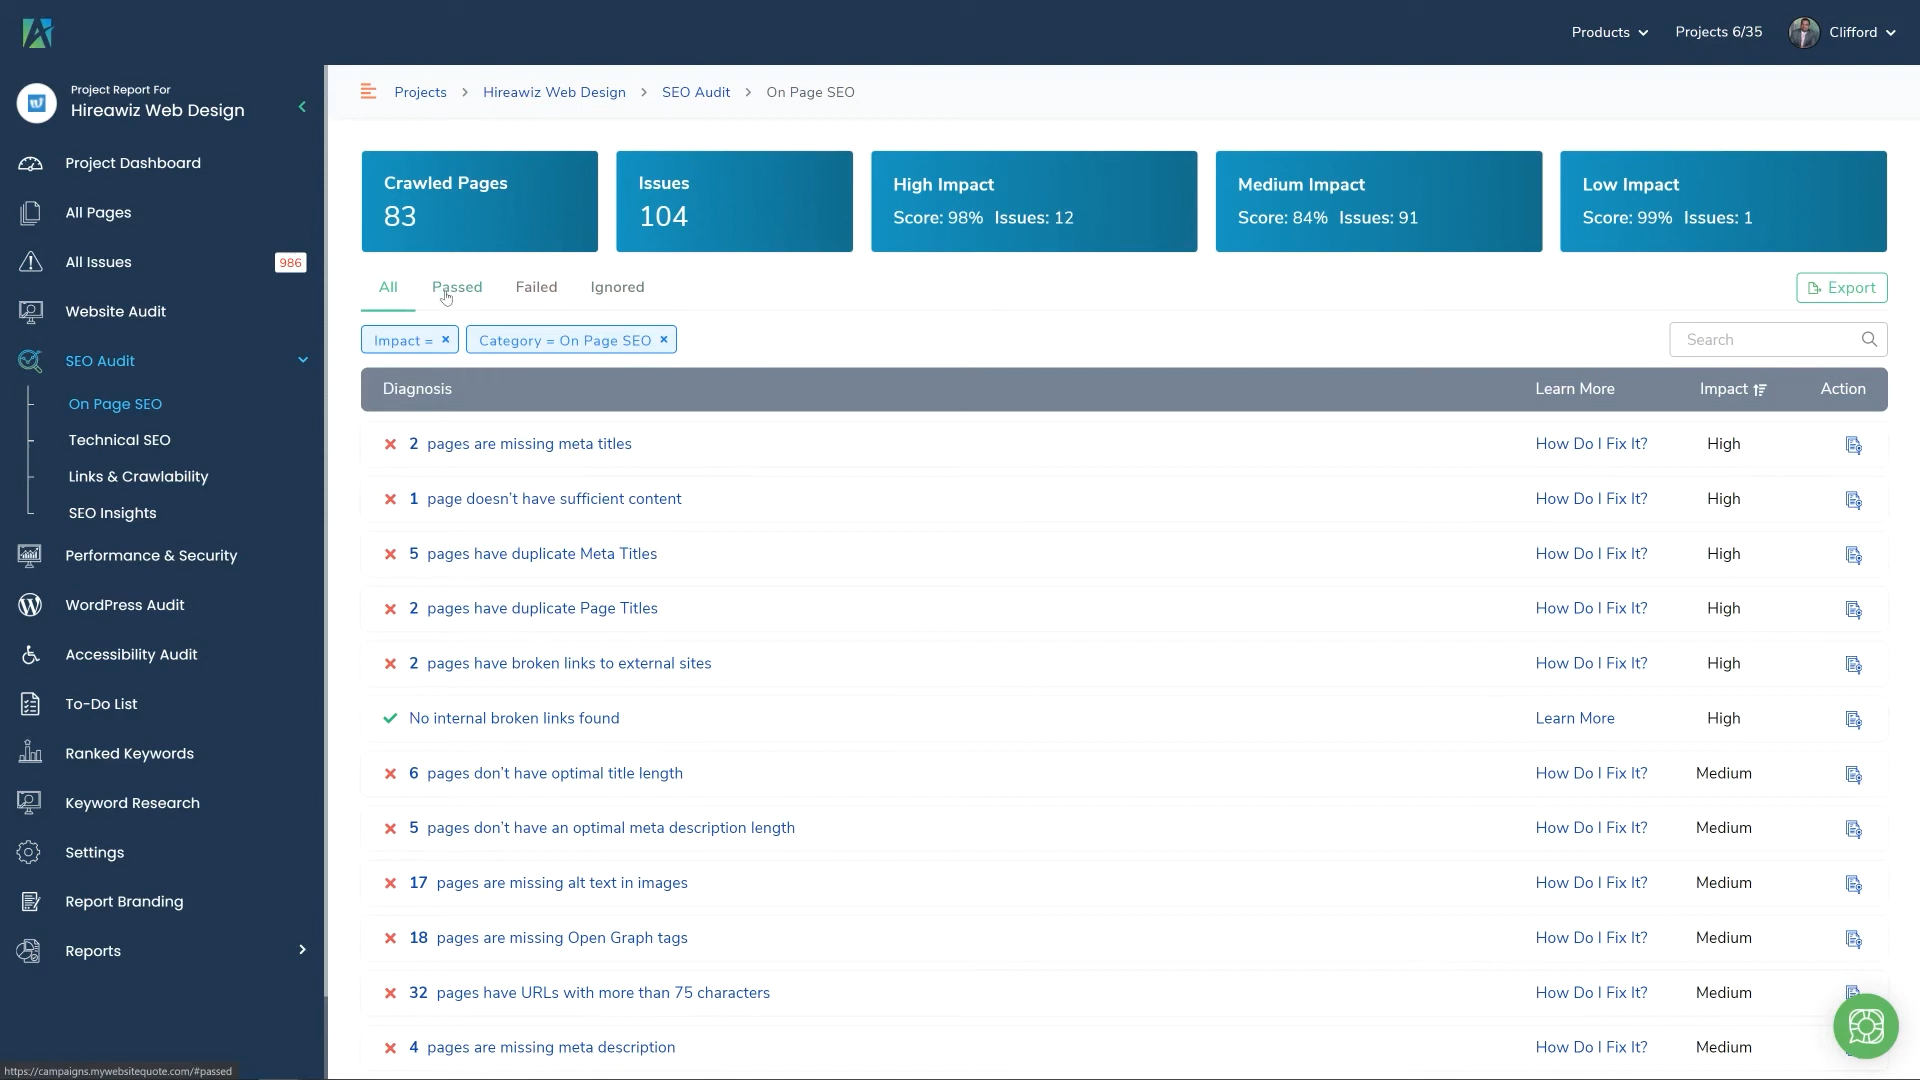 Products
Projects 6/35
Clifford
Project Report For
Hireawiz Web Design
Project Dashboard
All Pages
All Issues
986
Website Audit
SEO Audit
On Page SEO
Technical SEO
Links & Crawlability
SEO Insights
Performance & Security
WordPress Audit
Accessibility Audit
To-Do List
Ranked Keywords
Keyword Research
Settings
Report Branding
Reports
https://campaigns.mywebsitequote.com/#passed
Projects > Hireawiz Web Design > SEO Audit > On Page SEO
Crawled Pages
83
Issues
104
High Impact
Score: 98% Issues: 12
Medium Impact
Score: 84% Issues: 91
Low Impact
Score: 99% Issues: 1
All Passed Failed Ignored
Export
Impact = × Category = On Page SEO ×
Search
Diagnosis Learn More Impact Action
2 pages are missing meta titles How Do I Fix It? High
1 page doesn't have sufficient content How Do I Fix It? High
5 pages have duplicate Meta Titles How Do I Fix It? High
2 pages have duplicate Page Titles How Do I Fix It? High
2 pages have broken links to external sites How Do I Fix It? High
No internal broken links found Learn More High
6 pages don't have optimal title length How Do I Fix It? Medium
5 pages don't have an optimal meta description length How Do I Fix It? Medium
17 pages are missing alt text in images How Do I Fix It? Medium
18 pages are missing Open Graph tags How Do I Fix It? Medium
32 pages have URLs with more than 75 characters How Do I Fix It? Medium
4 pages are missing meta description How Do I Fix It? Medium